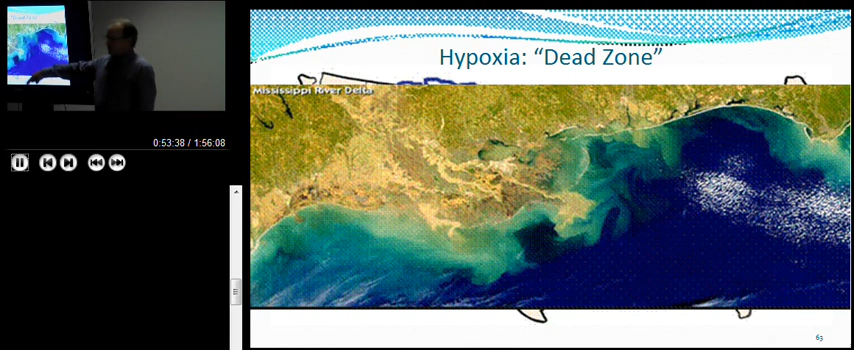 Hypoxia: “Dead Zone”
Mississippi River Delta
0:53:38 / 1:56:08
63